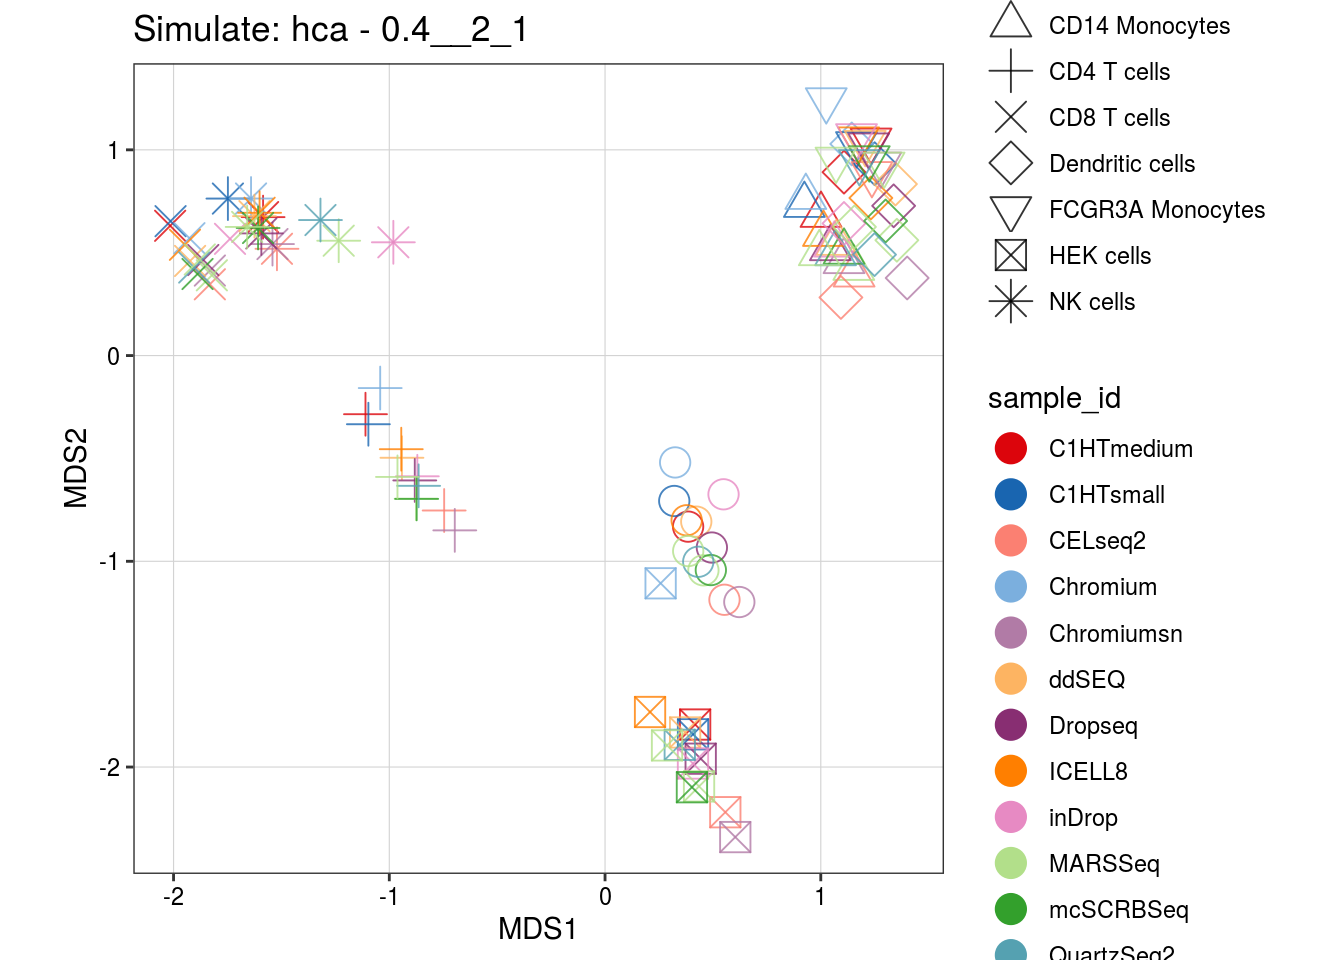 Simulate: hca - 0.4__2_1
MDS2
1
0
-1
-2
-2
-1
0
1
MDS1
CD14 Monocytes
CD4 T cells
CD8 T cells
Dendritic cells
FCGR3A Monocytes
HEK cells
NK cells
sample_id
C1HTmedium
C1HTsmall
CELseq2
Chromium
Chromiumsn
ddSEQ
Dropseq
ICELL8
inDrop
MARSSeq
mcSCRBSeq
QuartzSeq2